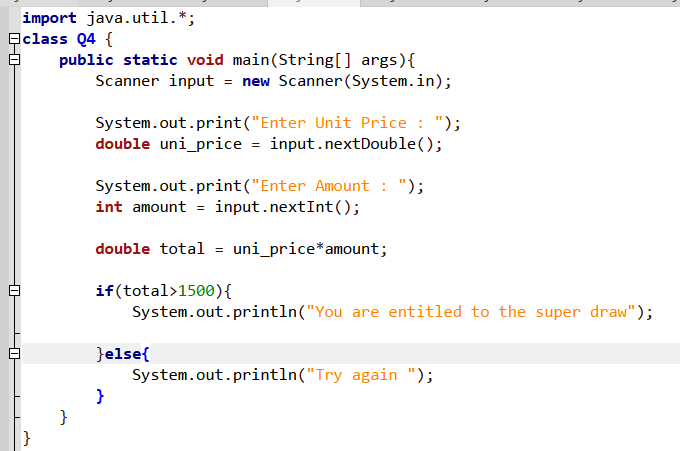 import java.util.*;
class Q4 {
    public static void main(String[] args){
        Scanner input = new Scanner(System.in);

        System.out.print("Enter Unit Price : ");
        double uni_price = input.nextDouble();

        System.out.print("Enter Amount : ");
        int amount = input.nextInt();

        double total = uni_price*amount;

        if(total>1500){
            System.out.println("You are entitled to the super draw");

        }else{
            System.out.println("Try again ");
        }
    }
}